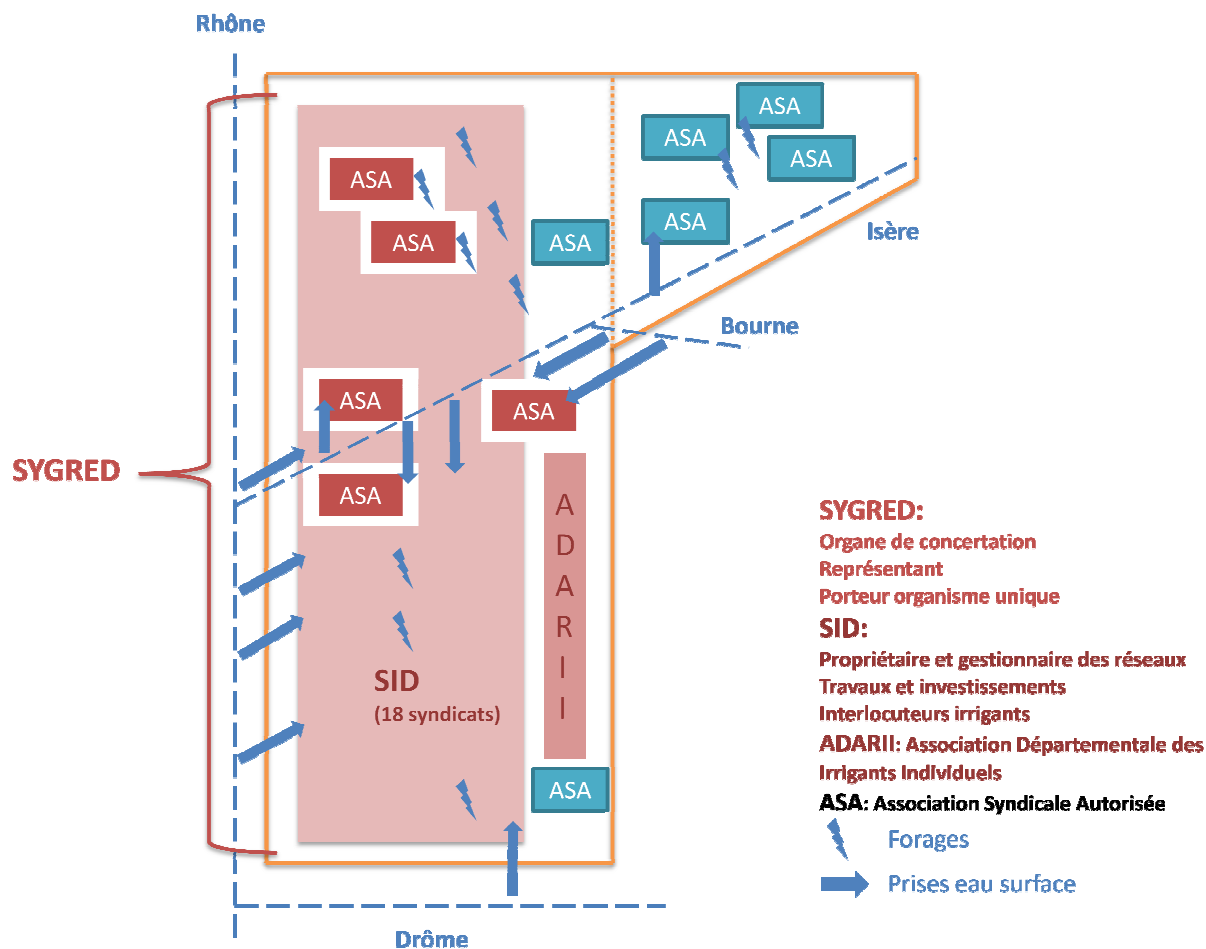 Rhône
ASA
ASA
ASA
ASA
ASA
ASA
ASA
ASA
Isère
Bourne
ASA
ASA
SYGRED
ASA
A
D
A
R
I
I
SID
(18 syndicats)
ASA
Drôme
SYGRED:
Organe de concertation
Représentant
Porteur organisme unique
SID:
Propriétaire et gestionnaire des réseaux
Travaux et investissements
Interlocuteurs irrigants
ADARII: Association Départementale des
Irrigants Individuels
ASA: Association Syndicale Autorisée
Forages
Prises eau surface